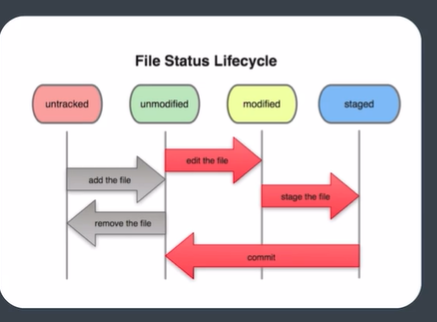 File Status Lifecycle
untracked
unmodified
modified
staged
edit the file
add the file
stage the file
remove the file
commit